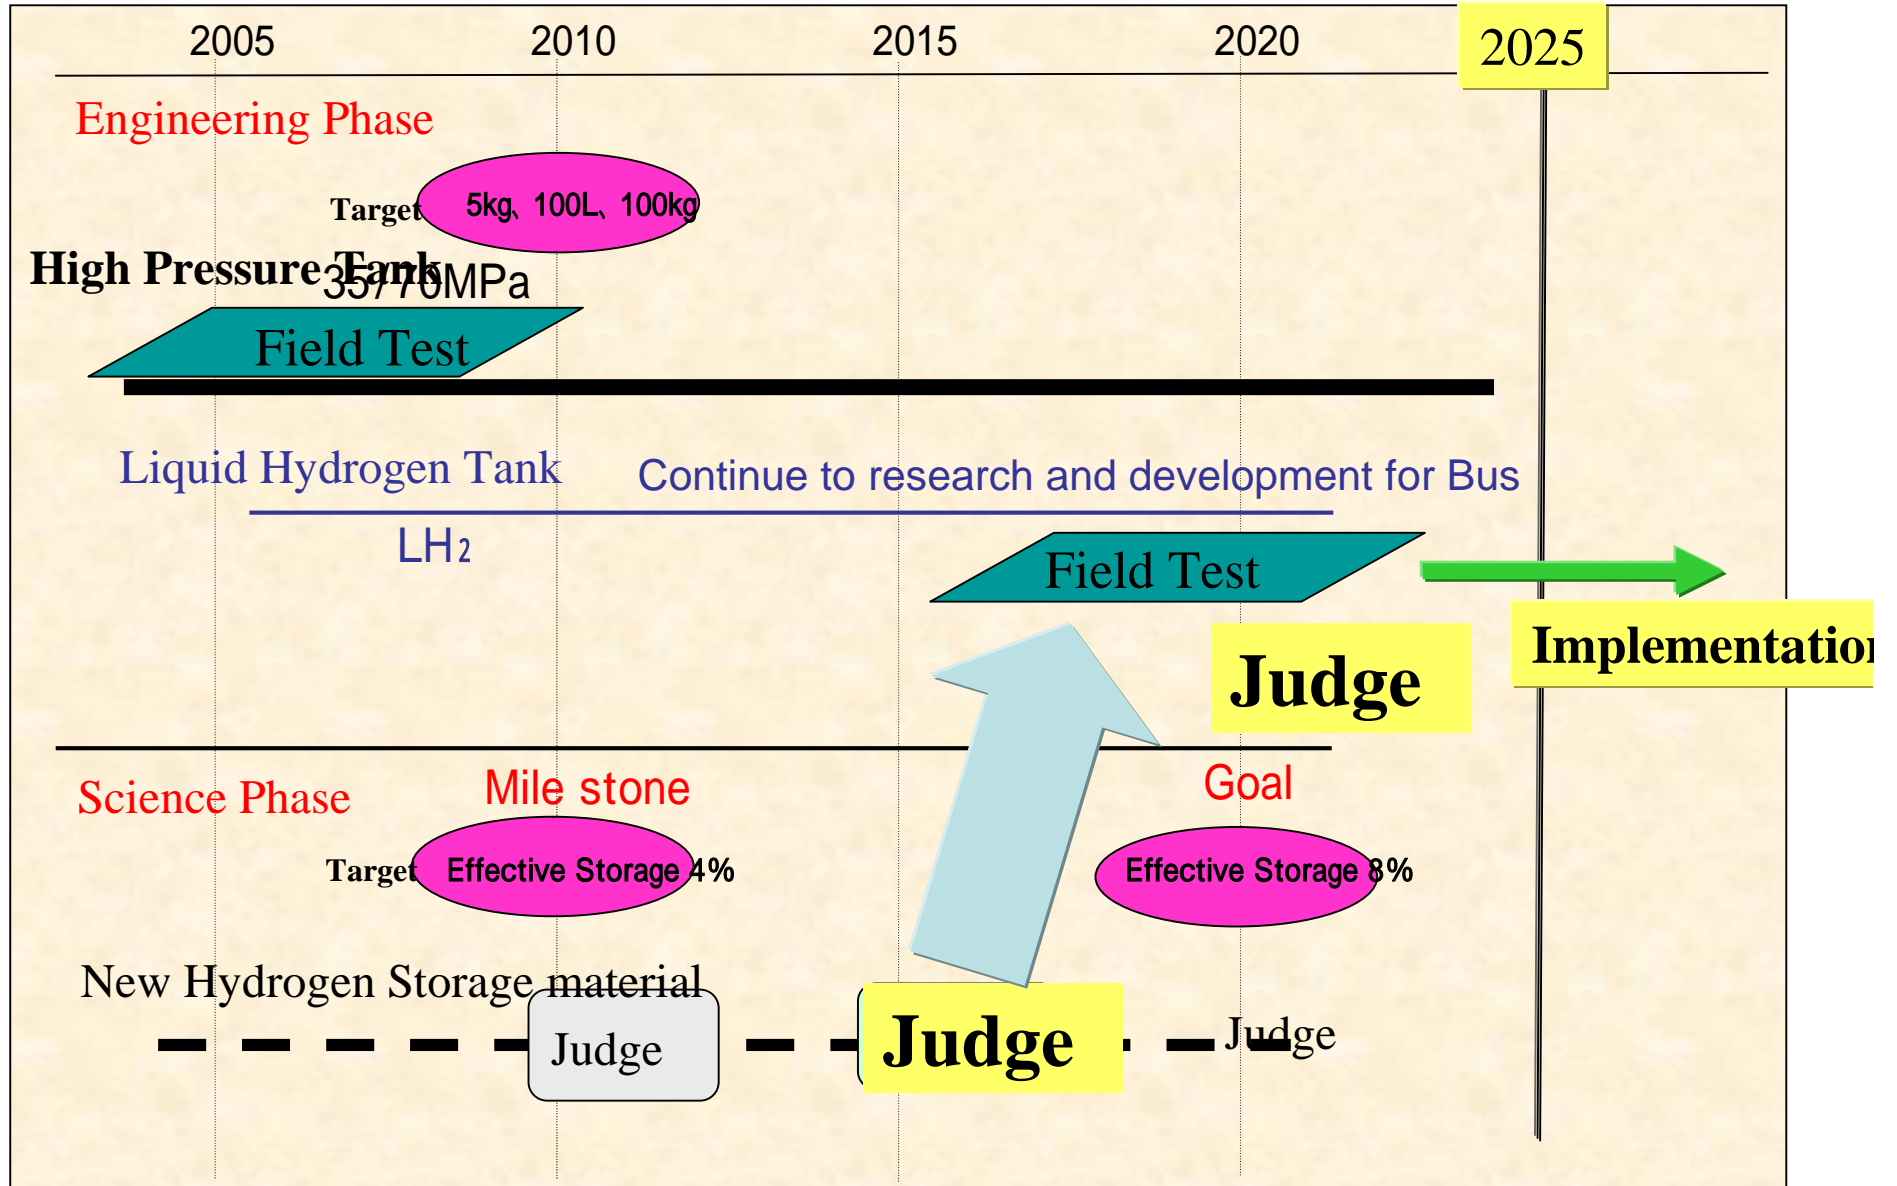 2005 2010 2015 2020 2025
Engineering Phase
Target 5kg、100L、100kg
High Pressure Tank
35/70MPa
Field Test
Liquid Hydrogen Tank Continue to research and development for Bus
LH₂
Field Test
Implementation
Judge
Science Phase Mile stone Goal
Target Effective Storage 4% Effective Storage 8%
New Hydrogen Storage material
Judge Judge Judge